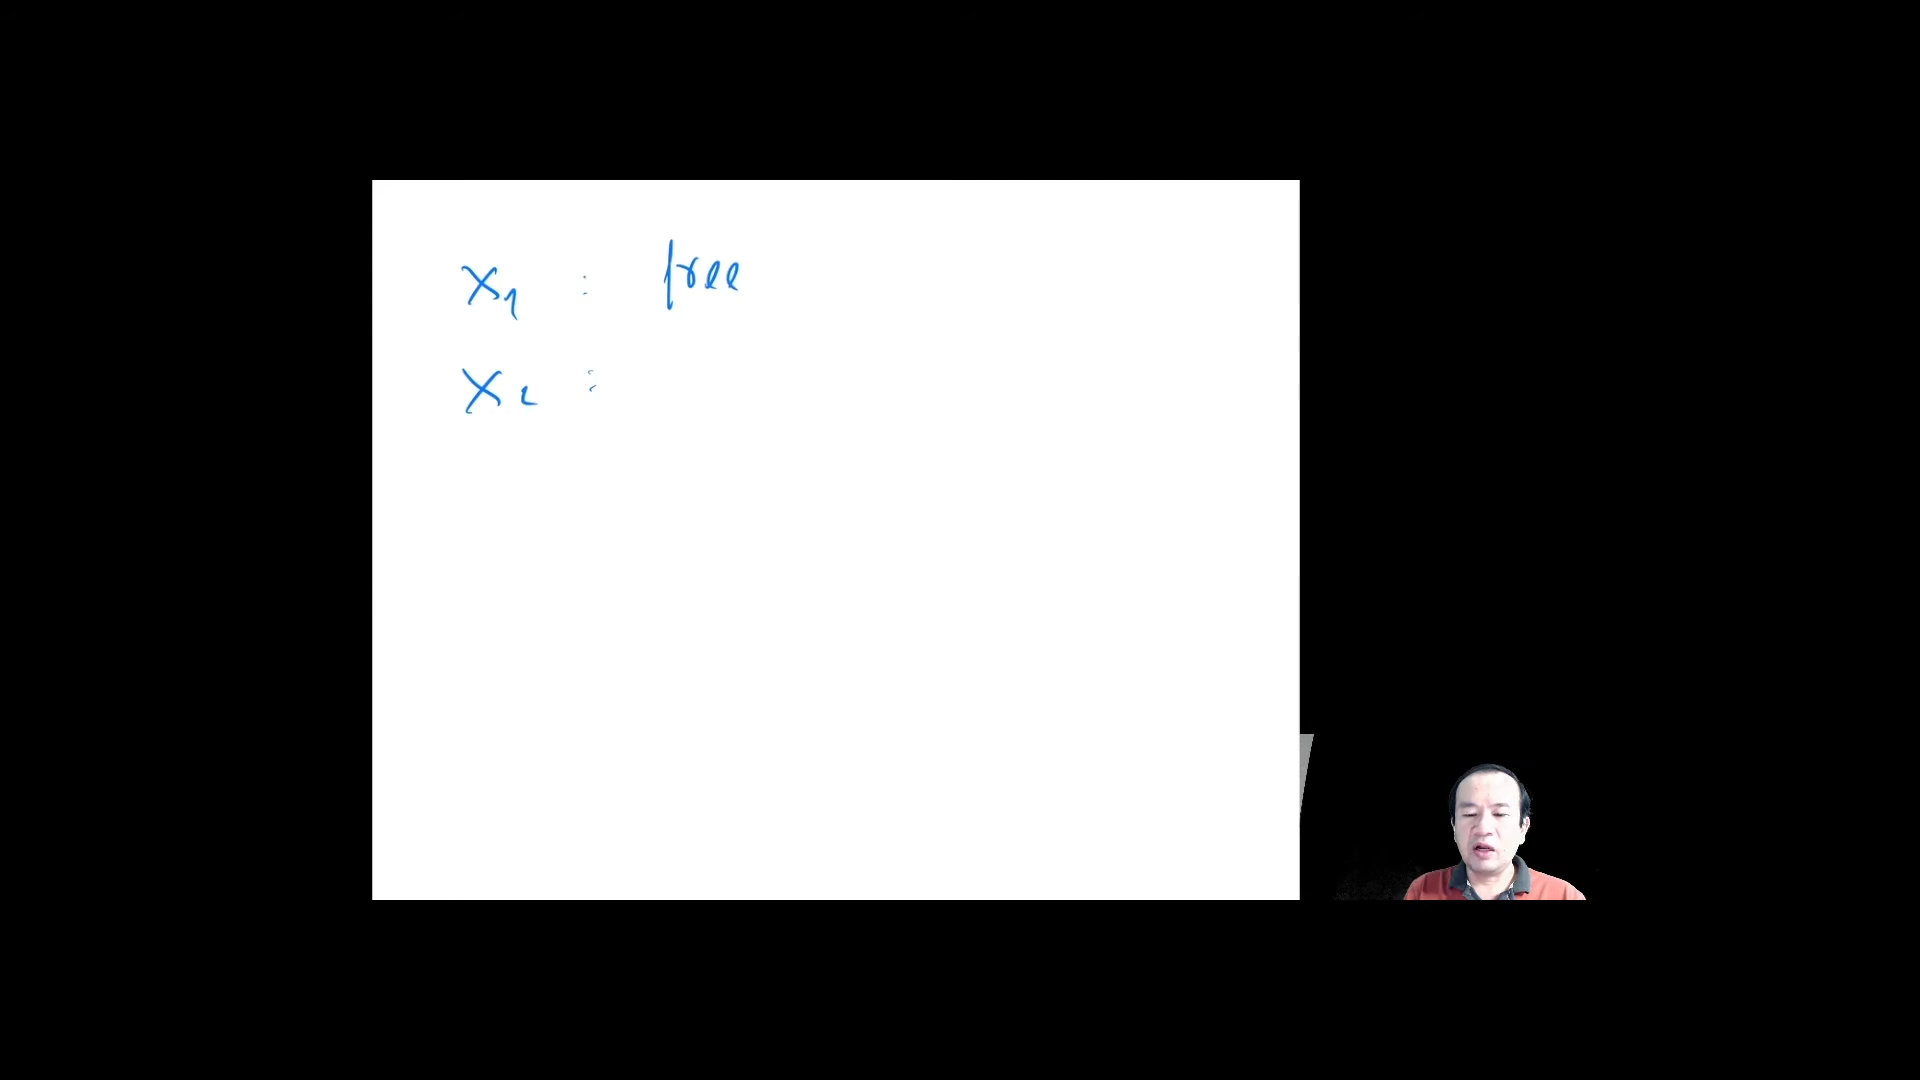 x₁ : free
x₂ :